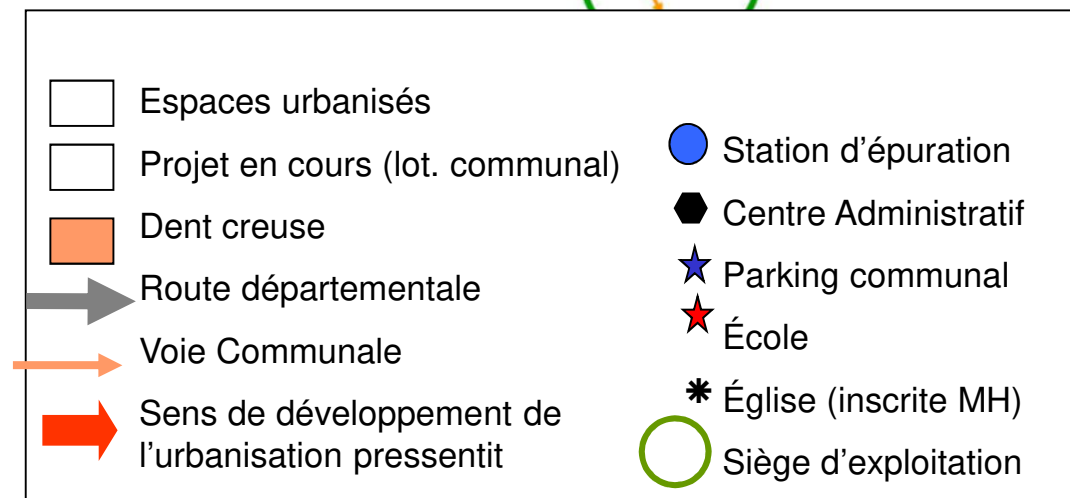 Espaces urbanisés
Projet en cours (lot. communal)
Dent creuse
Route départementale
Voie Communale
Sens de développement de
l'urbanisation pressentit
Station d'épuration
Centre Administratif
Parking communal
École
Église (inscrite MH)
Siège d'exploitation